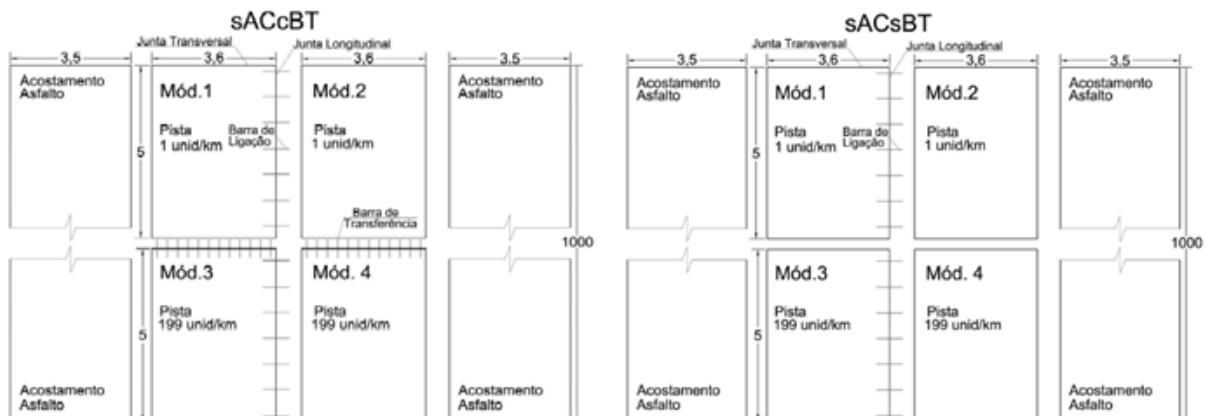 sACcBT
Junta Transversal
Junta Longitudinal
3,5
3,6
3,6
3,5
Acostamento
Asfalto
Mód.1
Mód.2
Acostamento
Asfalto
Pista
1 unid/km
Barra de
Ligação
Pista
1 unid/km
5
Barra de
Transferência
1000
Mód.3
Mód. 4
Pista
199 unid/km
Pista
199 unid/km
5
Acostamento
Asfalto
Acostamento
Asfalto
sACsBT
Junta Transversal
Junta Longitudinal
3,5
3,6
3,6
3,5
Acostamento
Asfalto
Mód.1
Mód.2
Acostamento
Asfalto
Pista
1 unid/km
Barra de
Ligação
Pista
1 unid/km
5
1000
Mód.3
Mód. 4
Pista
199 unid/km
Pista
199 unid/km
5
Acostamento
Asfalto
Acostamento
Asfalto